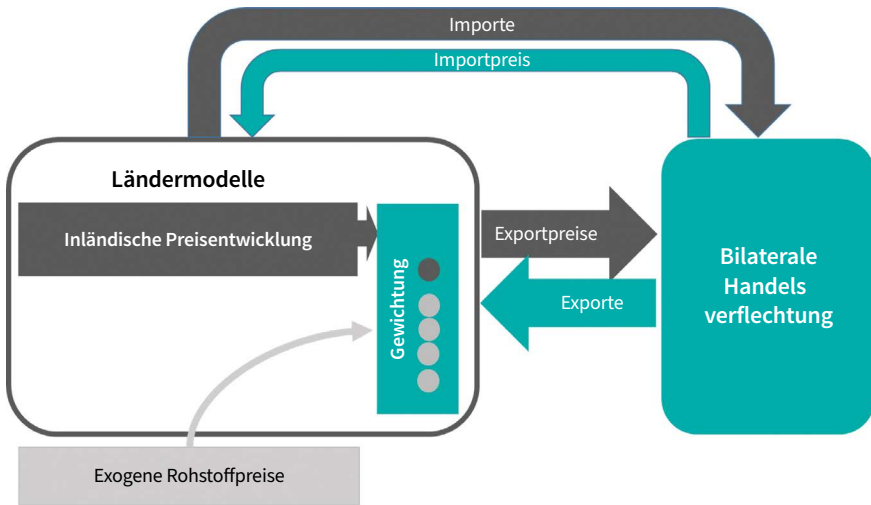 Importe
Importpreis
Ländermodelle
Inländische Preisentwicklung
Gewichtung
Exportpreise
Exporte
Bilaterale
Handels
verflechtung
Exogene Rohstoffpreise